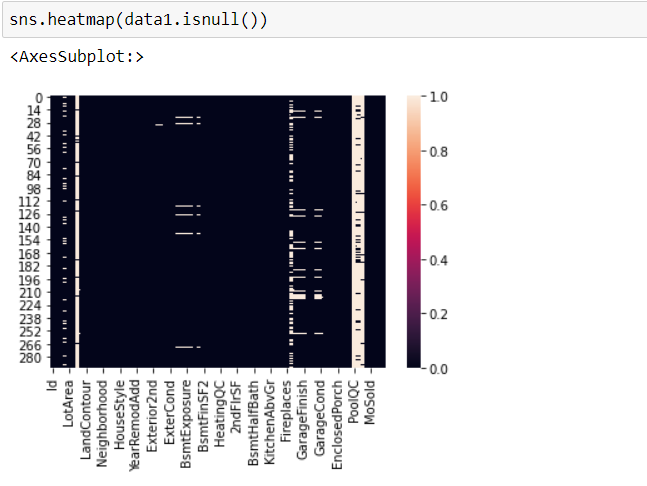 sns.heatmap(data1.isnull())
<AxesSubplot:>
0
14
28
42
56
70
84
98
112
126
140
154
168
182
196
210
224
238
252
266
280
1.0
0.8
0.6
0.4
0.2
0.0
Id
LotArea
LandContour
Neighborhood
HouseStyle
YearRemodAdd
Exterior2nd
ExterCond
BsmtExposure
BsmtFinSF2
HeatingQC
2ndFlrSF
BsmtHalfBath
KitchenAbvGr
Fireplaces
GarageFinish
GarageCond
EnclosedPorch
PoolQC
MoSold